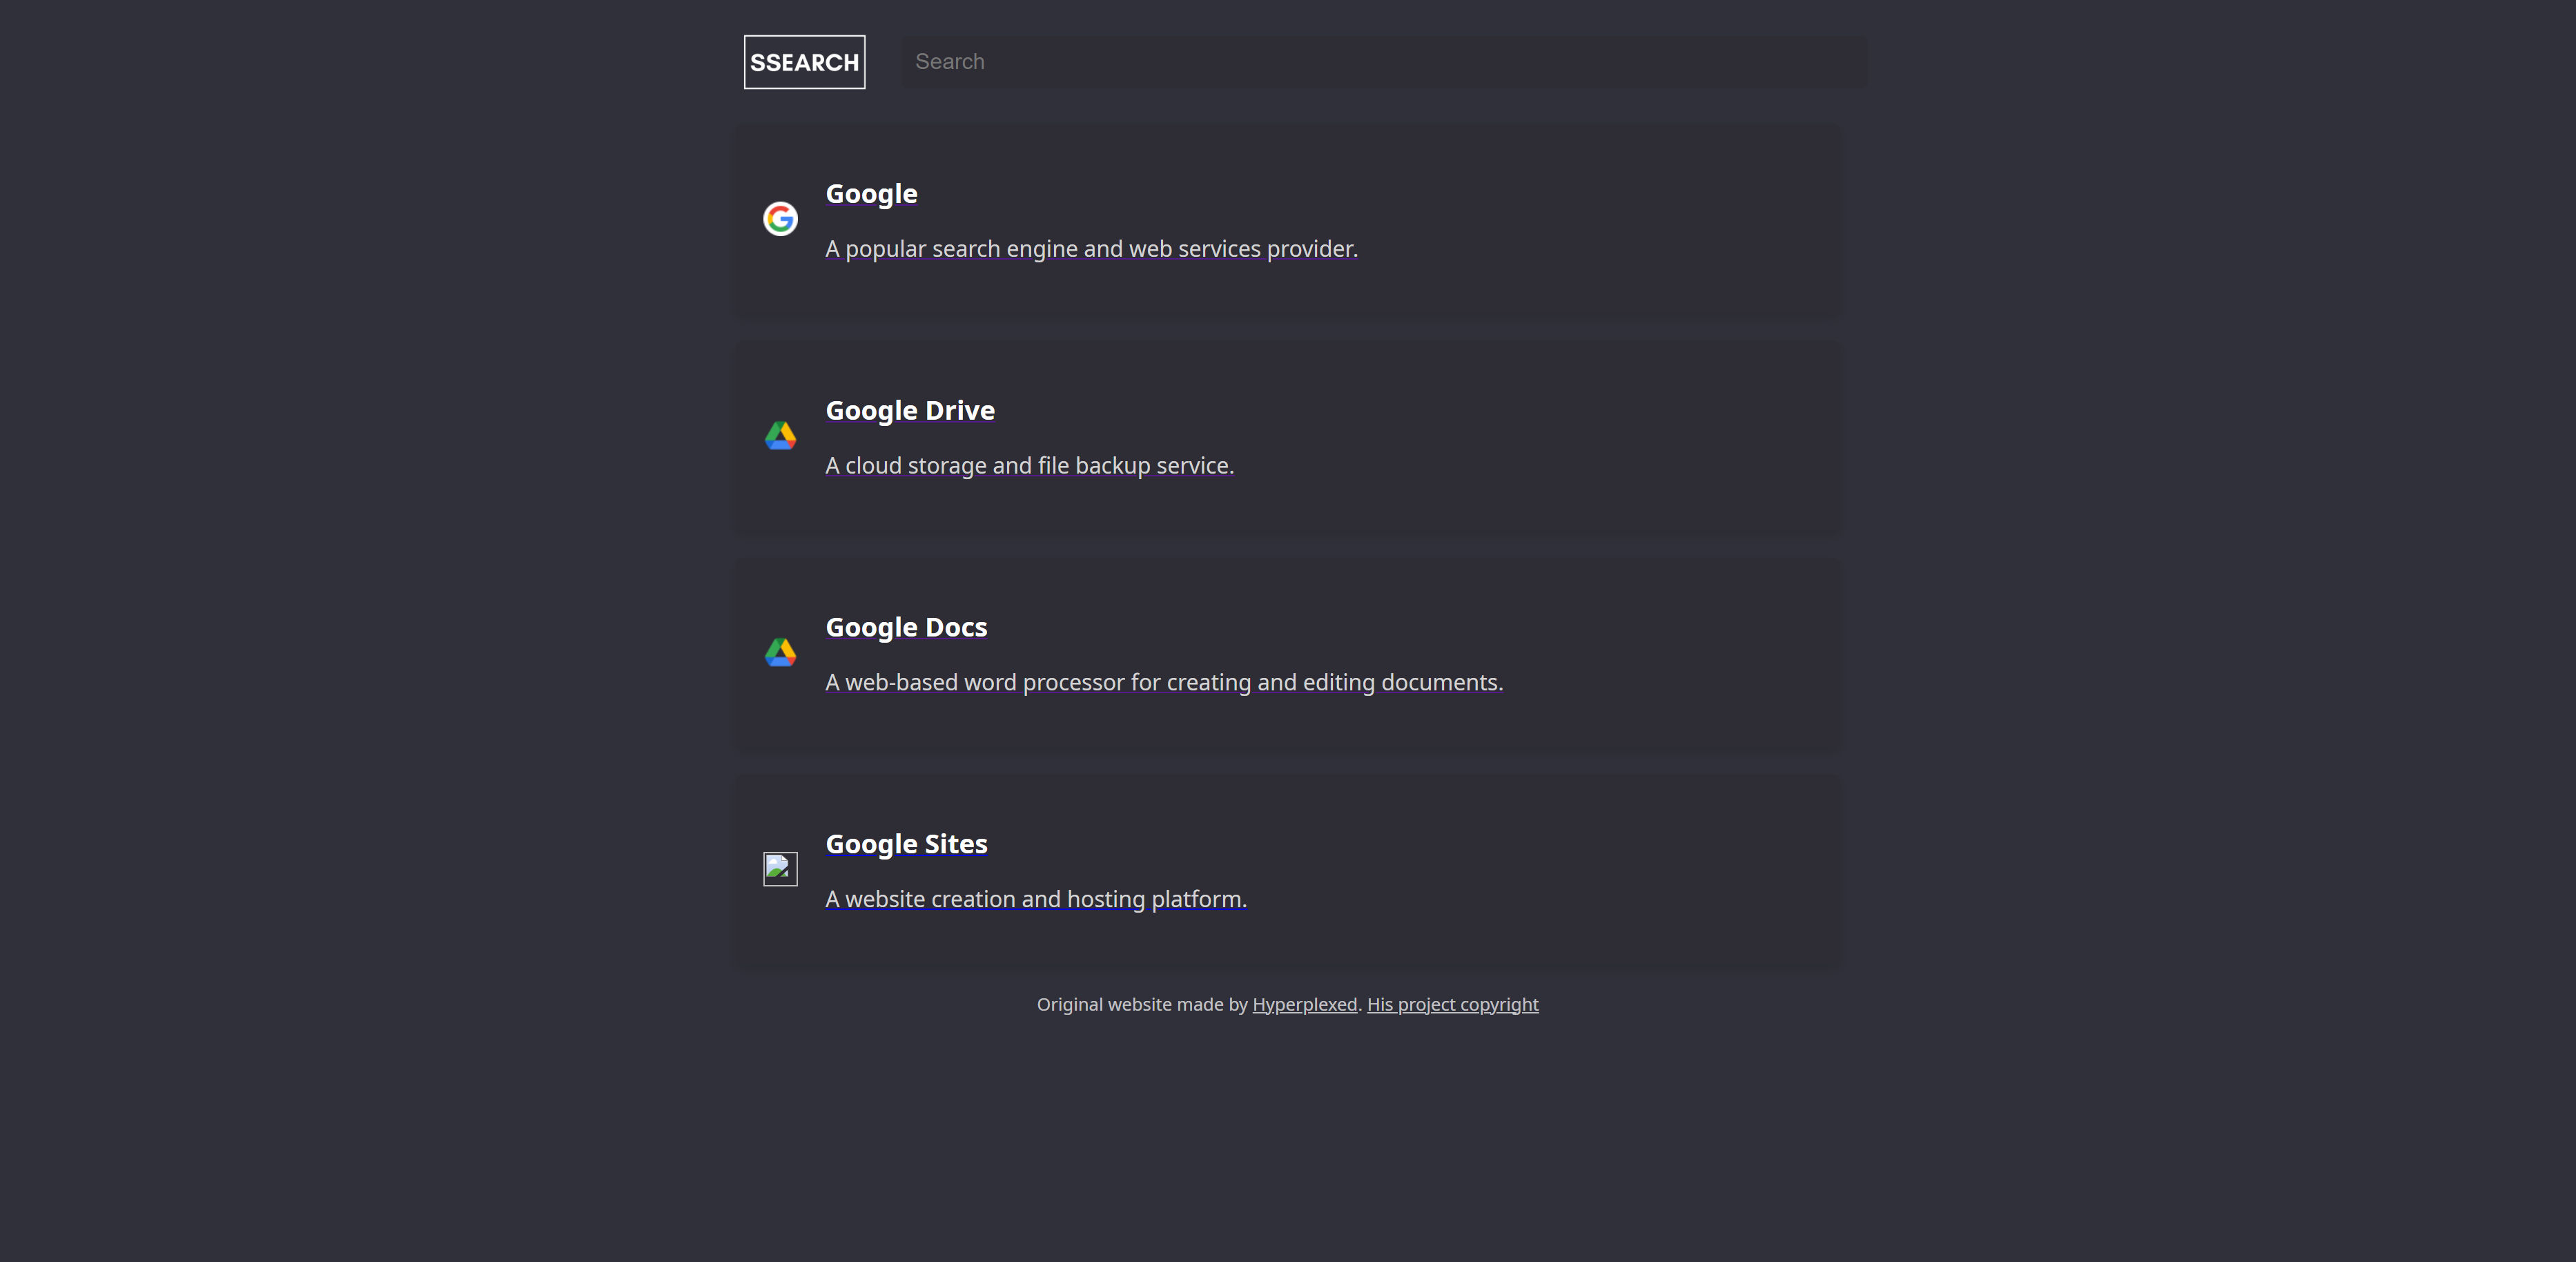 SSEARCH
Search
Google
A popular search engine and web services provider.
Google Drive
A cloud storage and file backup service.
Google Docs
A web-based word processor for creating and editing documents.
Google Sites
A website creation and hosting platform.
Original website made by Hyperplexed. His project copyright